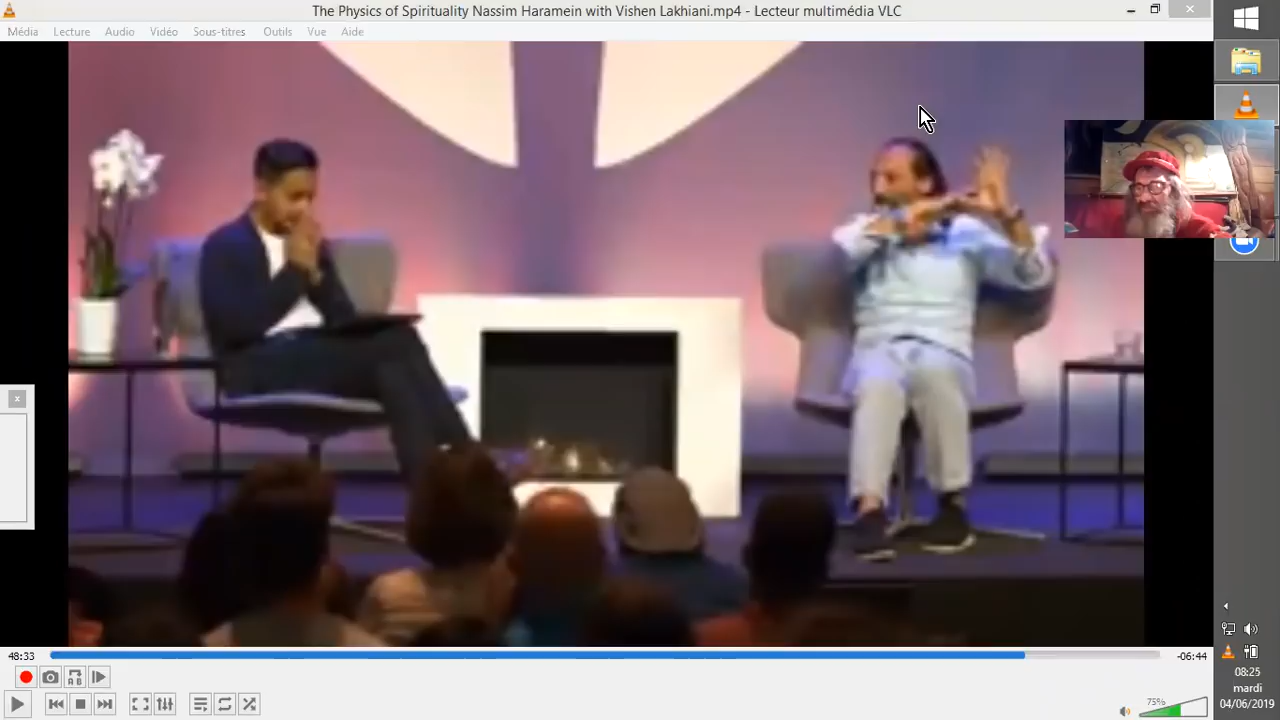 The Physics of Spirituality Nassim Haramein with Vishen Lakhiani.mp4 - Lecteur multimédia VLC
Média Lecture Audio Vidéo Sous-titres Outils Vue Aide
48:33
-06:44
75%
08:25
mardi
04/06/2019